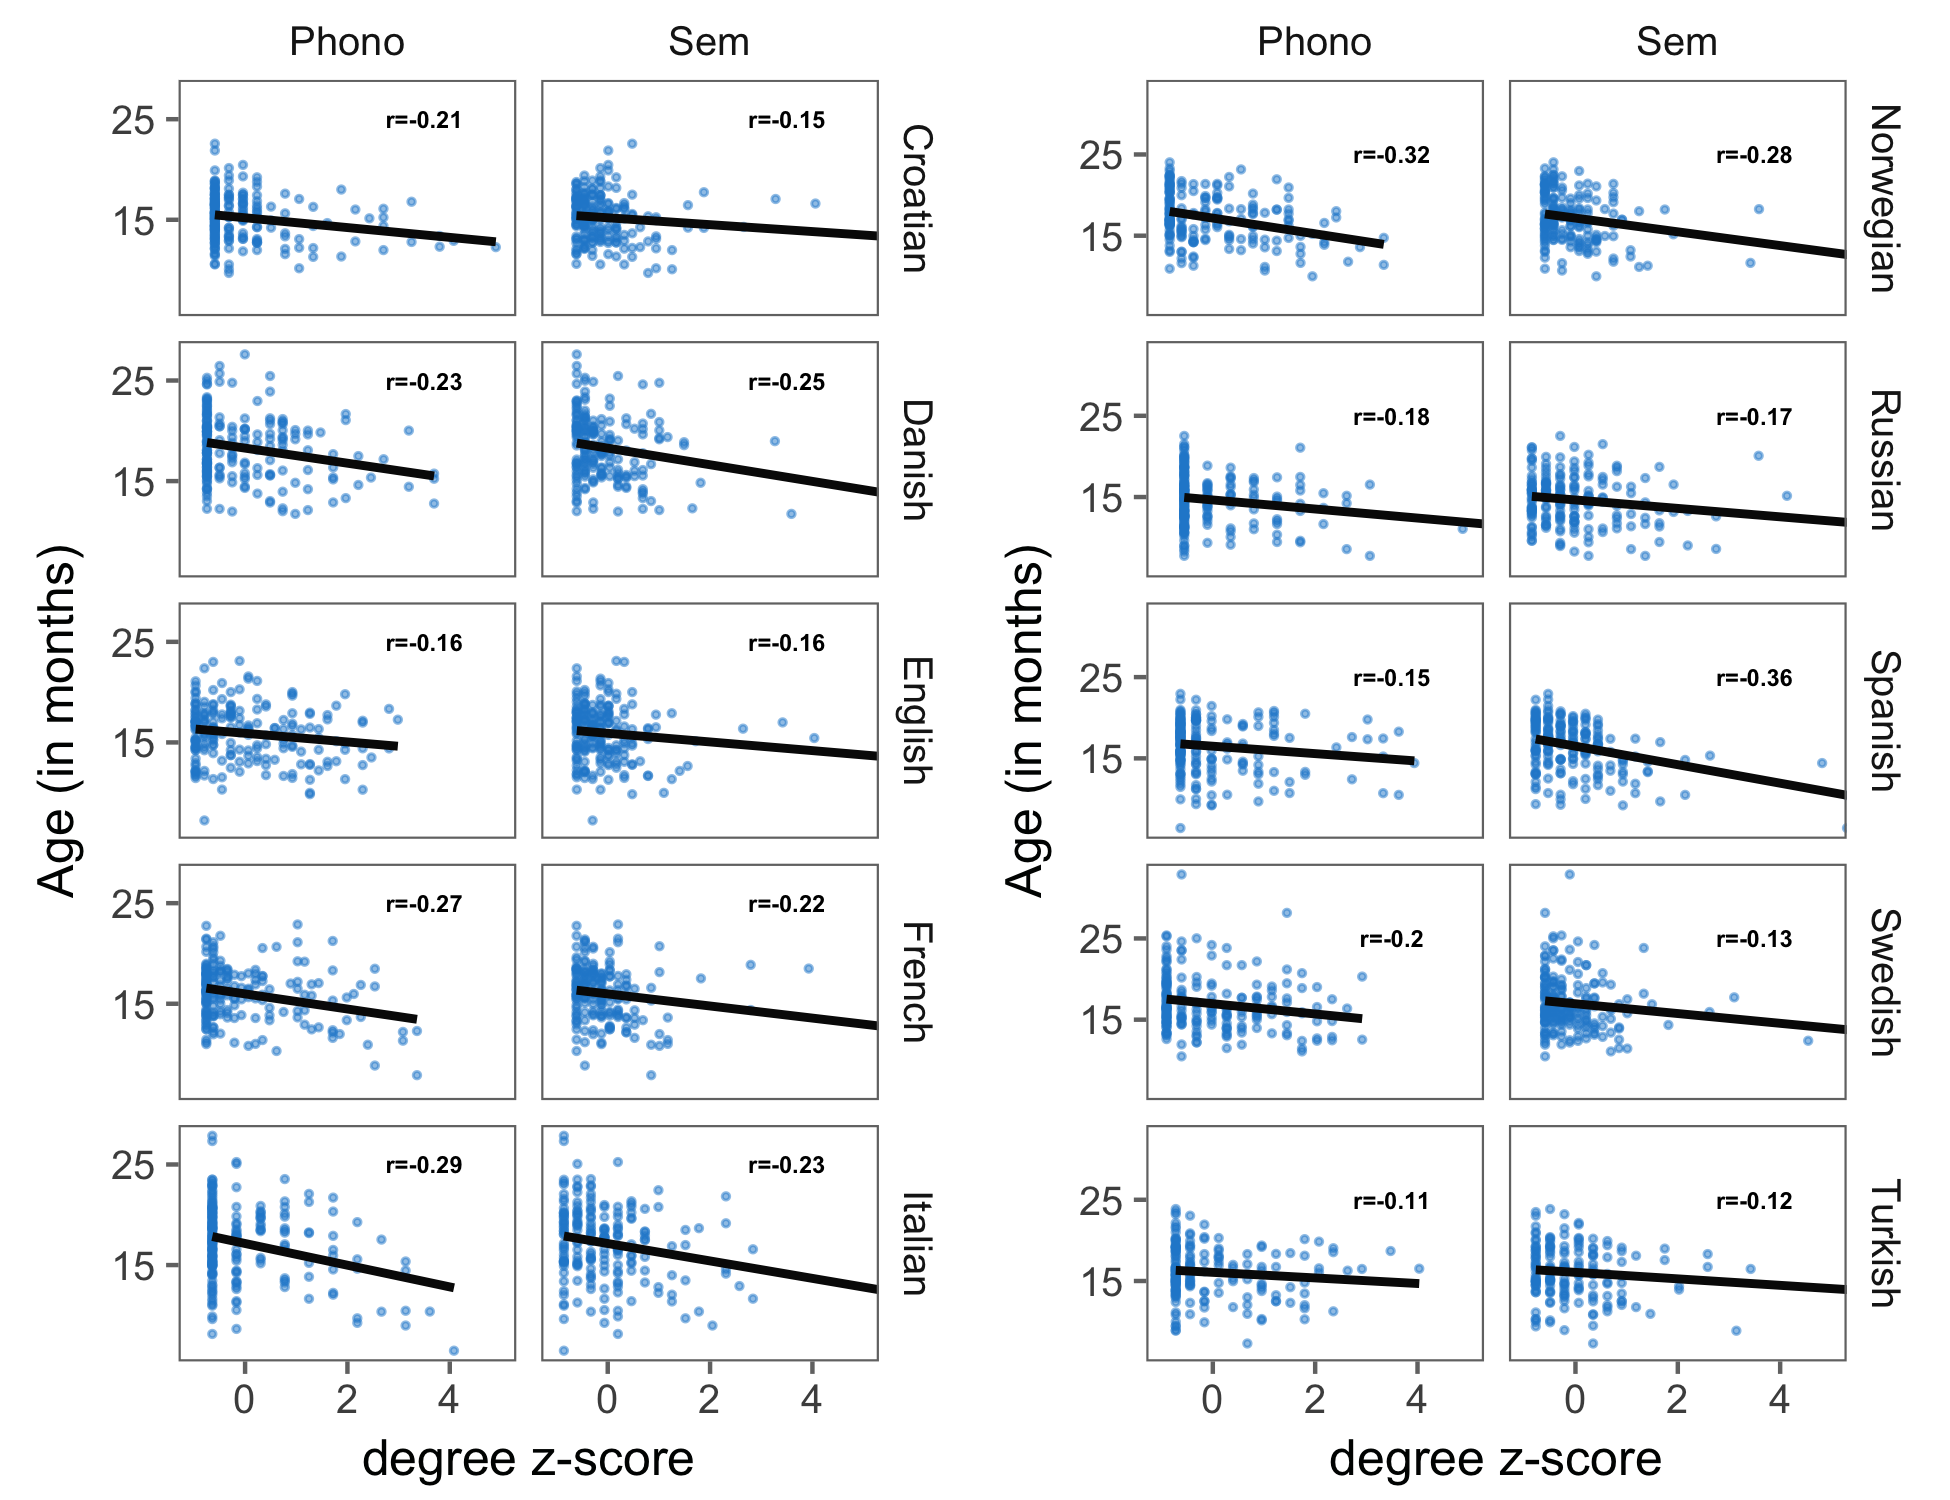 Phono Sem
25 15 r=-0.21 r=-0.15 Croatian
25 15 r=-0.23 r=-0.25 Danish
25 15 r=-0.16 r=-0.16 English
25 15 r=-0.27 r=-0.22 French
25 15 r=-0.29 r=-0.23 Italian
0 2 4 0 2 4
Age (in months)
degree z-score
Phono Sem
25 15 r=-0.32 r=-0.28 Norwegian
25 15 r=-0.18 r=-0.17 Russian
25 15 r=-0.15 r=-0.36 Spanish
25 15 r=-0.2 r=-0.13 Swedish
25 15 r=-0.11 r=-0.12 Turkish
0 2 4 0 2 4
Age (in months)
degree z-score